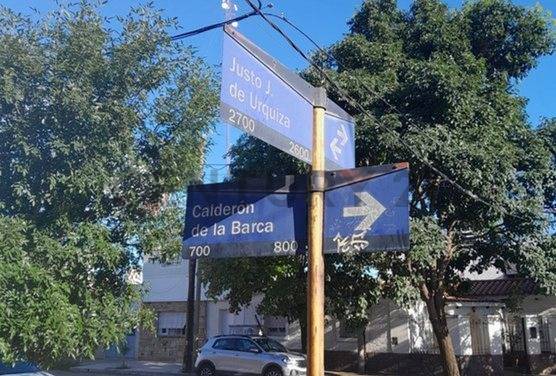 Justo J.
de Urquiza
2700 2600
Calderón
de la Barca
700 800